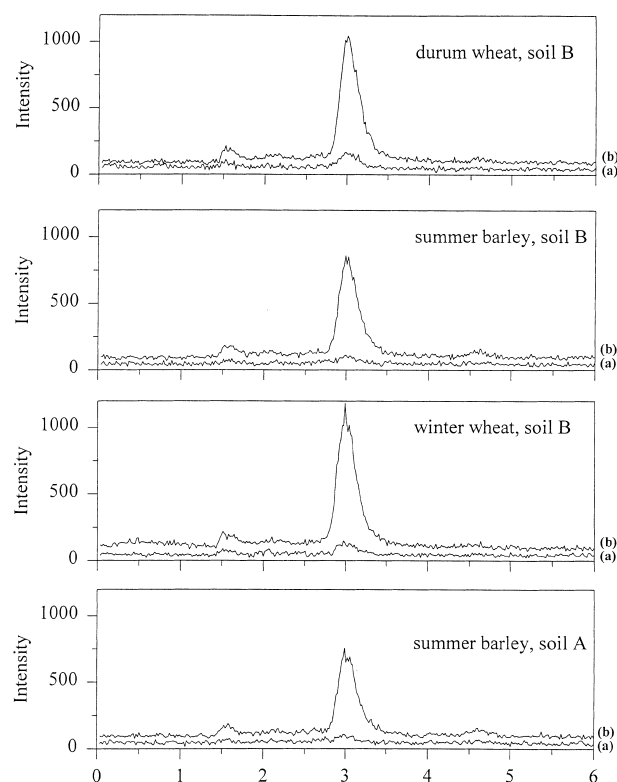 1000
durum wheat, soil B
Intensity
500
(b)
(a)
0
1000
summer barley, soil B
Intensity
500
(b)
(a)
0
1000
winter wheat, soil B
Intensity
500
(b)
(a)
0
1000
summer barley, soil A
Intensity
500
(b)
(a)
0
0 1 2 3 4 5 6